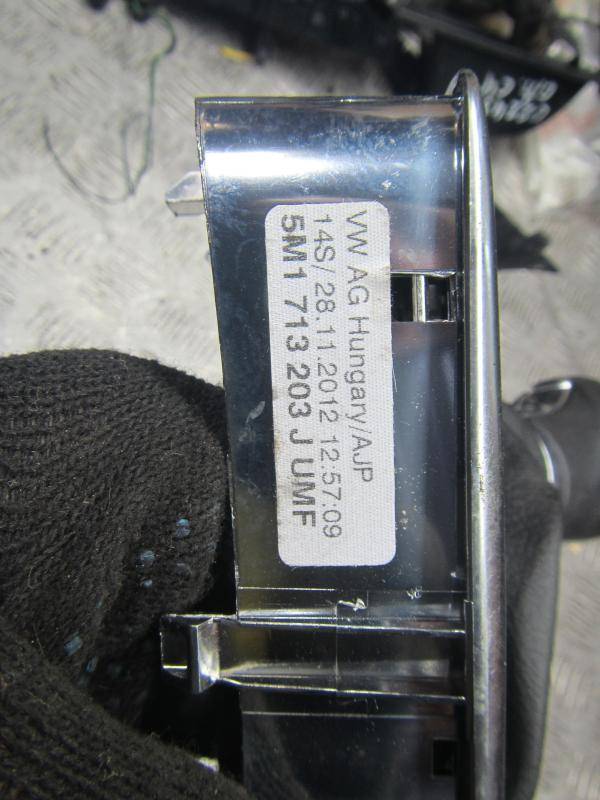 VW AG Hungary/AJP
14S/ 28.11.2012 12:57:09
5M1 713 203 J UMF